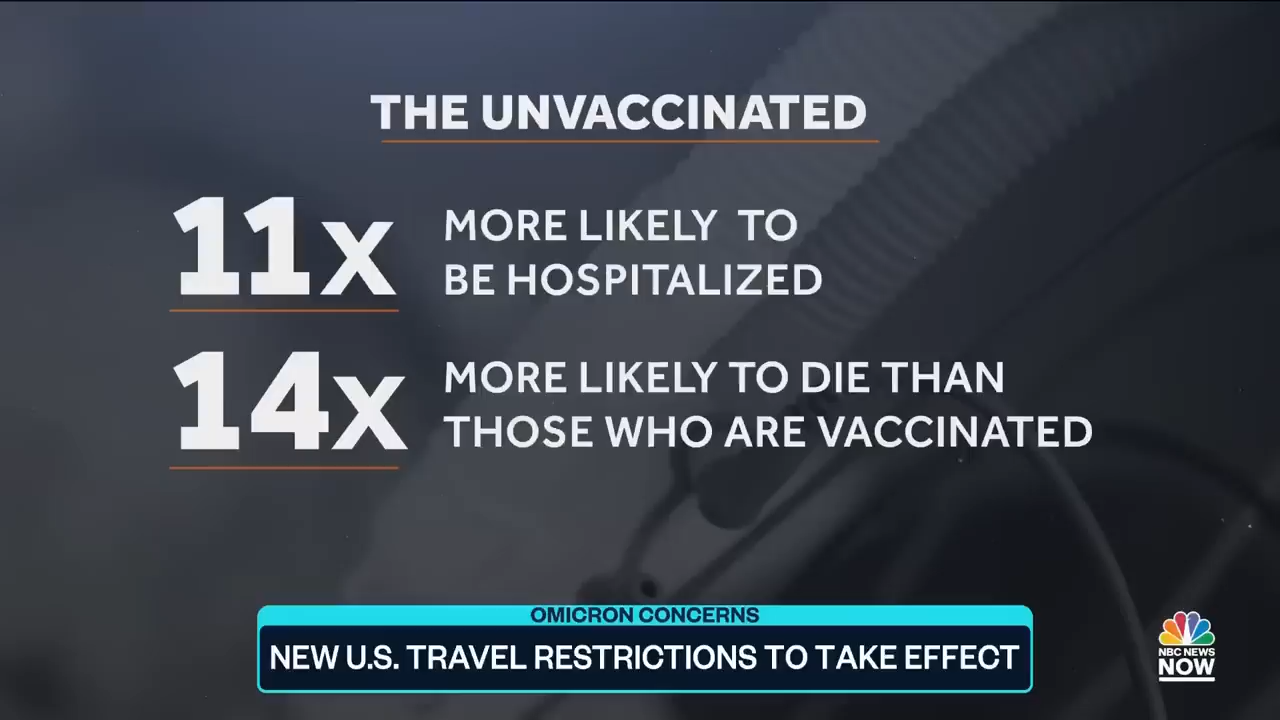 THE UNVACCINATED
11x
MORE LIKELY TO
BE HOSPITALIZED
14x
MORE LIKELY TO DIE THAN
THOSE WHO ARE VACCINATED
OMICRON CONCERNS
NEW U.S. TRAVEL RESTRICTIONS TO TAKE EFFECT
NBC NEWS
NOW